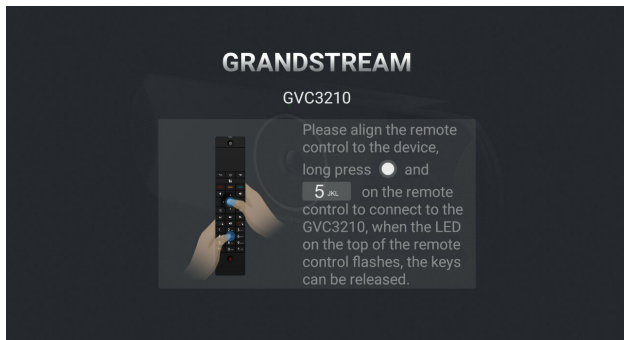 GRANDSTREAM
GVC3210
Please align the remote
control to the device,
long press and
5 JKL on the remote
control to connect to the
GVC3210, when the LED
on the top of the remote
control flashes, the keys
can be released.